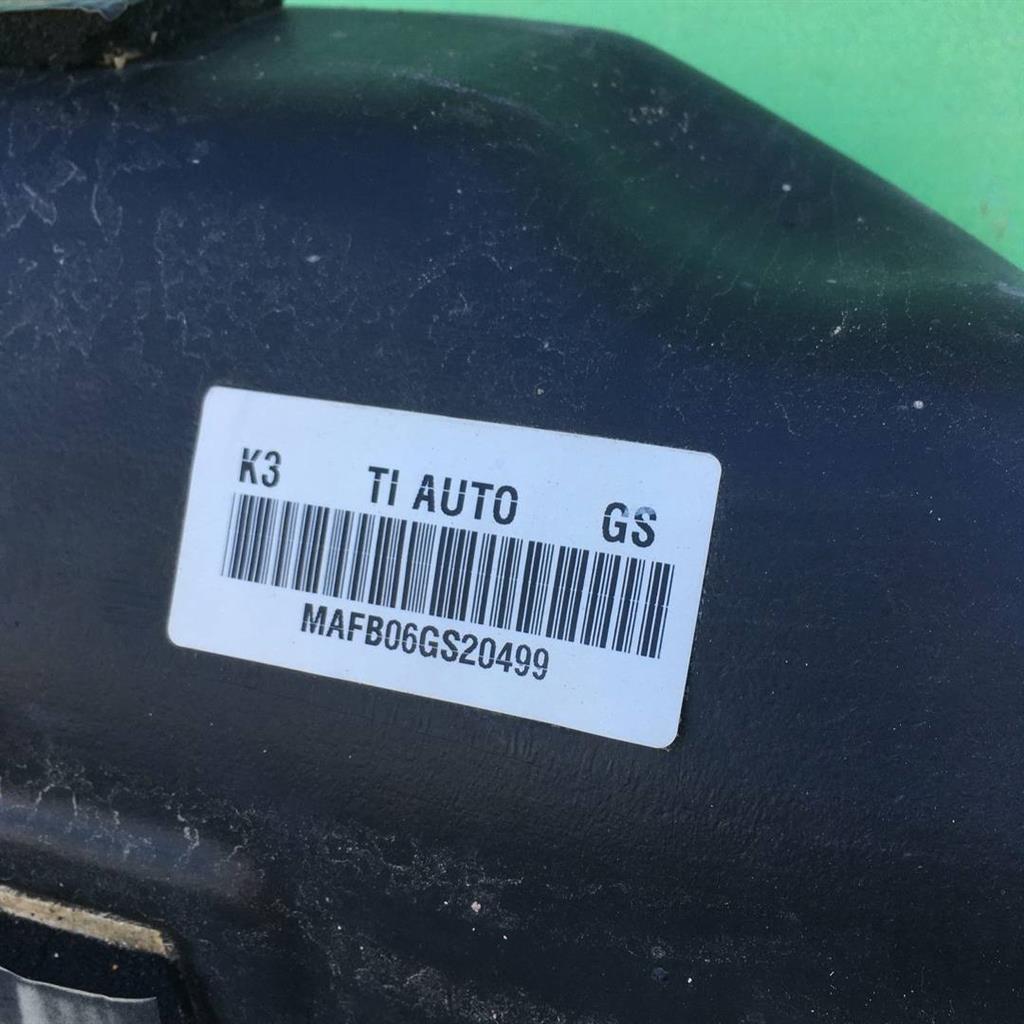 K3 TI AUTO GS
MAFB06GS20499